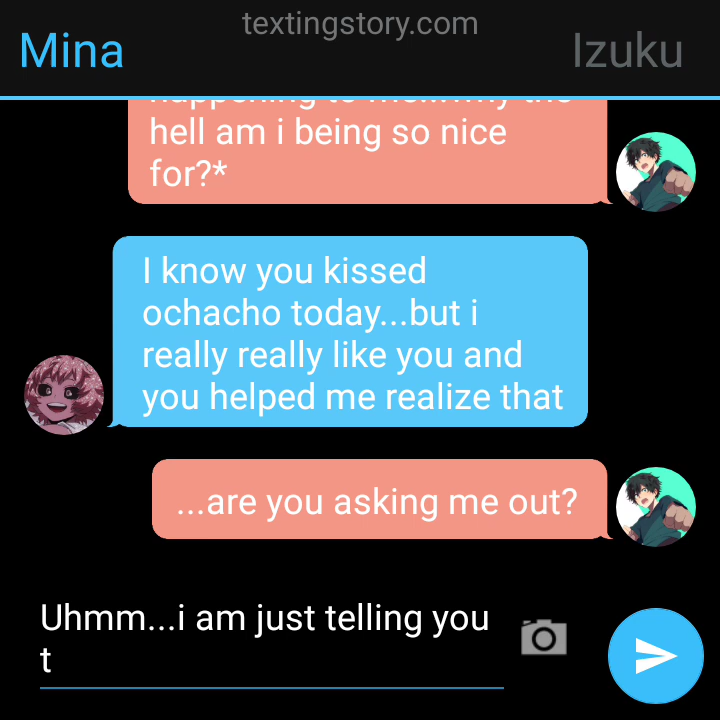 textingstory.com
Mina
Izuku
hell am i being so nice
for?*
I know you kissed
ochacho today...but i
really really like you and
you helped me realize that
...are you asking me out?
Uhmm...i am just telling you
t